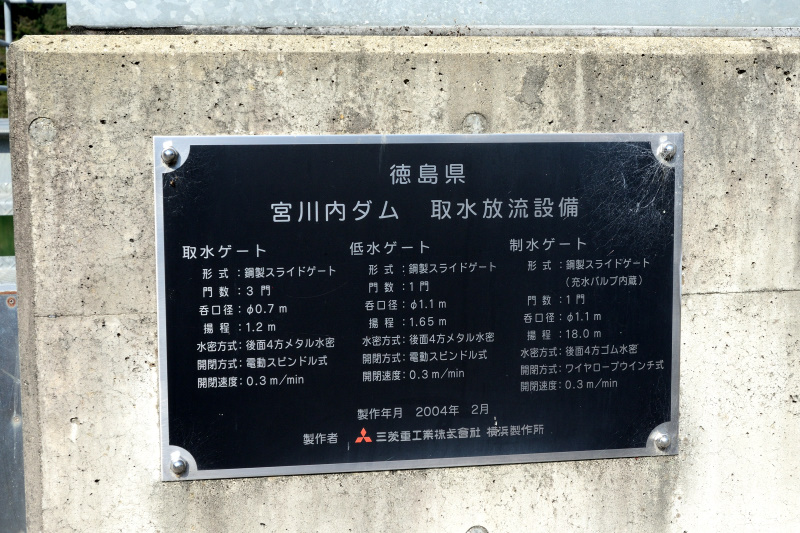 徳島県
宮川内ダム 取水放流設備
取水ゲート
形式:鋼製スライドゲート
門数:3門
呑口径:φ0.7 m
揚程:1.2 m
水密方式:後面4方メタル水密
開閉方式:電動スピンドル式
開閉速度:0.3 m/min
低水ゲート
形式:鋼製スライドゲート
門数:1門
呑口径:φ1.1 m
揚程:1.65 m
水密方式:後面4方メタル水密
開閉方式:電動スピンドル式
開閉速度:0.3 m/min
制水ゲート
形式:鋼製スライドゲート
(充水バルブ内蔵)
門数:1門
呑口径:φ1.1 m
揚程:18.0 m
水密方式:後面4方ゴム水密
開閉方式:ワイヤロープウインチ式
開閉速度:0.3 m/min
製作年月 2004年 2月
製作者 三菱重工業株式會社 横浜製作所